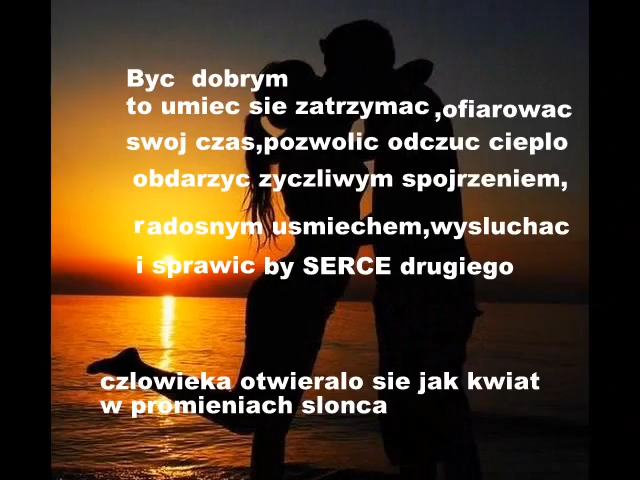 Byc dobrym
to umiec sie zatrzymac ,ofiarowac
swoj czas,pozwolic odczuc cieplo
obdarzyc zyczliwym spojrzeniem,
radosnym usmiechem,wysluchac
i sprawic by SERCE drugiego
czlowieka otwieralo sie jak kwiat
w promieniach slonca